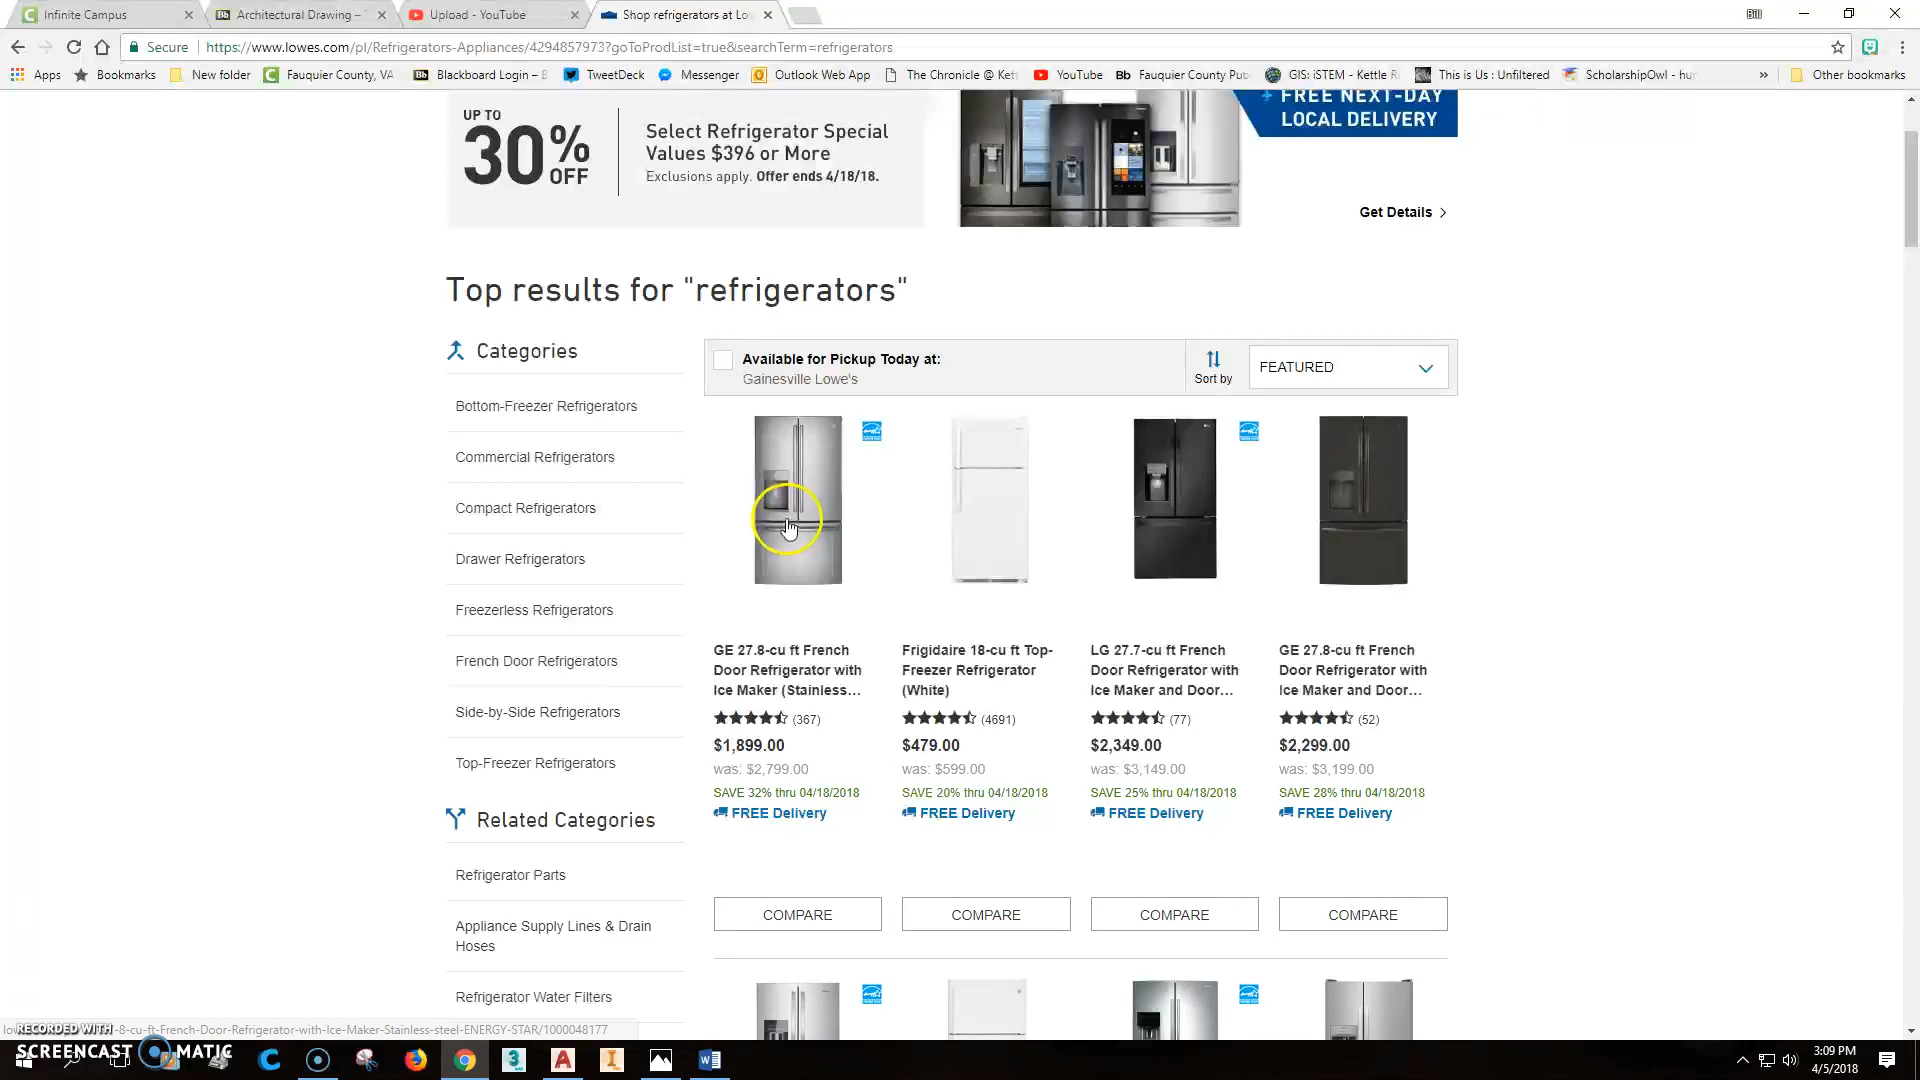 Infinite Campus
Architectural Drawing –
Upload - YouTube
Shop refrigerators at Lo
Bill
Secure
https://www.lowes.com/pl/Refrigerators-Appliances/4294857973?goToProdList=true&searchTerm=refrigerators
Apps
Bookmarks
New folder
Fauquier County, VA
Blackboard Login – B
TweetDeck
Messenger
Outlook Web App
The Chronicle @ Kett
YouTube
Fauquier County Pub
GIS: iSTEM - Kettle R
This is Us : Unfiltered
ScholarshipOwl - hun
»
Other bookmarks
UP TO
30%
OFF
Select Refrigerator Special
Values $396 or More
Exclusions apply. Offer ends 4/18/18.
+ FREE NEXT-DAY
LOCAL DELIVERY
Get Details
Top results for "refrigerators"
Categories
Bottom-Freezer Refrigerators
Commercial Refrigerators
Compact Refrigerators
Drawer Refrigerators
Freezerless Refrigerators
French Door Refrigerators
Side-by-Side Refrigerators
Top-Freezer Refrigerators
Related Categories
Refrigerator Parts
Appliance Supply Lines & Drain
Hoses
Refrigerator Water Filters
Available for Pickup Today at:
Gainesville Lowe's
Sort by
FEATURED
GE 27.8-cu ft French
Door Refrigerator with
Ice Maker (Stainless...
(367)
$1,899.00
was: $2,799.00
SAVE 32% thru 04/18/2018
FREE Delivery
COMPARE
Frigidaire 18-cu ft Top-
Freezer Refrigerator
(White)
(4691)
$479.00
was: $599.00
SAVE 20% thru 04/18/2018
FREE Delivery
COMPARE
LG 27.7-cu ft French
Door Refrigerator with
Ice Maker and Door...
(77)
$2,349.00
was: $3,149.00
SAVE 25% thru 04/18/2018
FREE Delivery
COMPARE
GE 27.8-cu ft French
Door Refrigerator with
Ice Maker and Door...
(52)
$2,299.00
was: $3,199.00
SAVE 28% thru 04/18/2018
FREE Delivery
COMPARE
-8-cu-ft-French-Door-Refrigerator-with-Ice-Maker-Stainless-steel-ENERGY-STAR/1000048177
RECORDED WITH
SCREENCAST MATIC
3:09 PM
4/5/2018